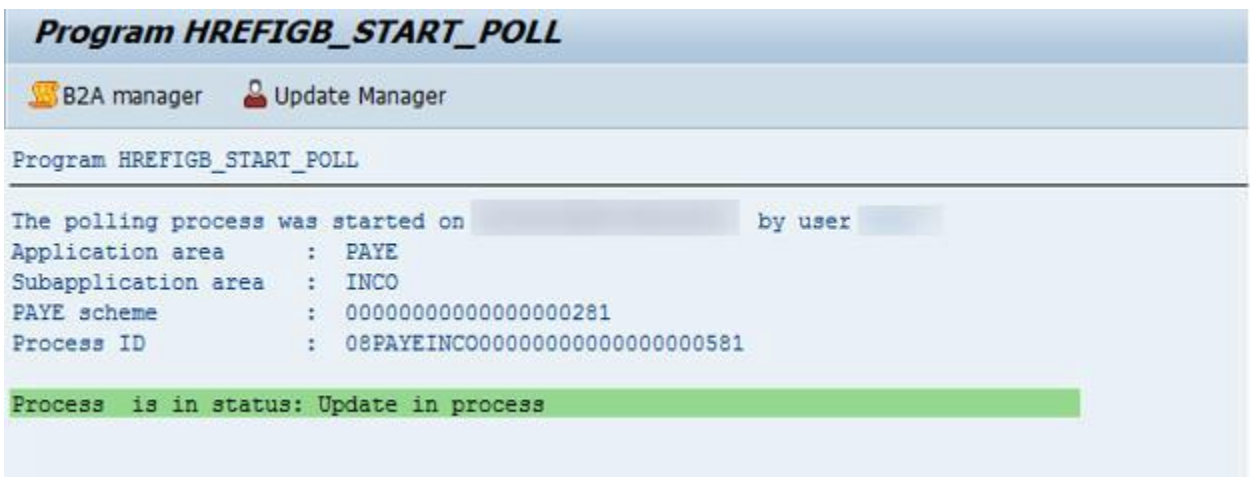 Program HREFIGB_START_POLL
B2A manager Update Manager
Program HREFIGB_START_POLL
The polling process was started on by user
Application area : PAYE
Subapplication area : INCO
PAYE scheme : 00000000000000000281
Process ID : 08PAYEINCO00000000000000000581
Process is in status: Update in process